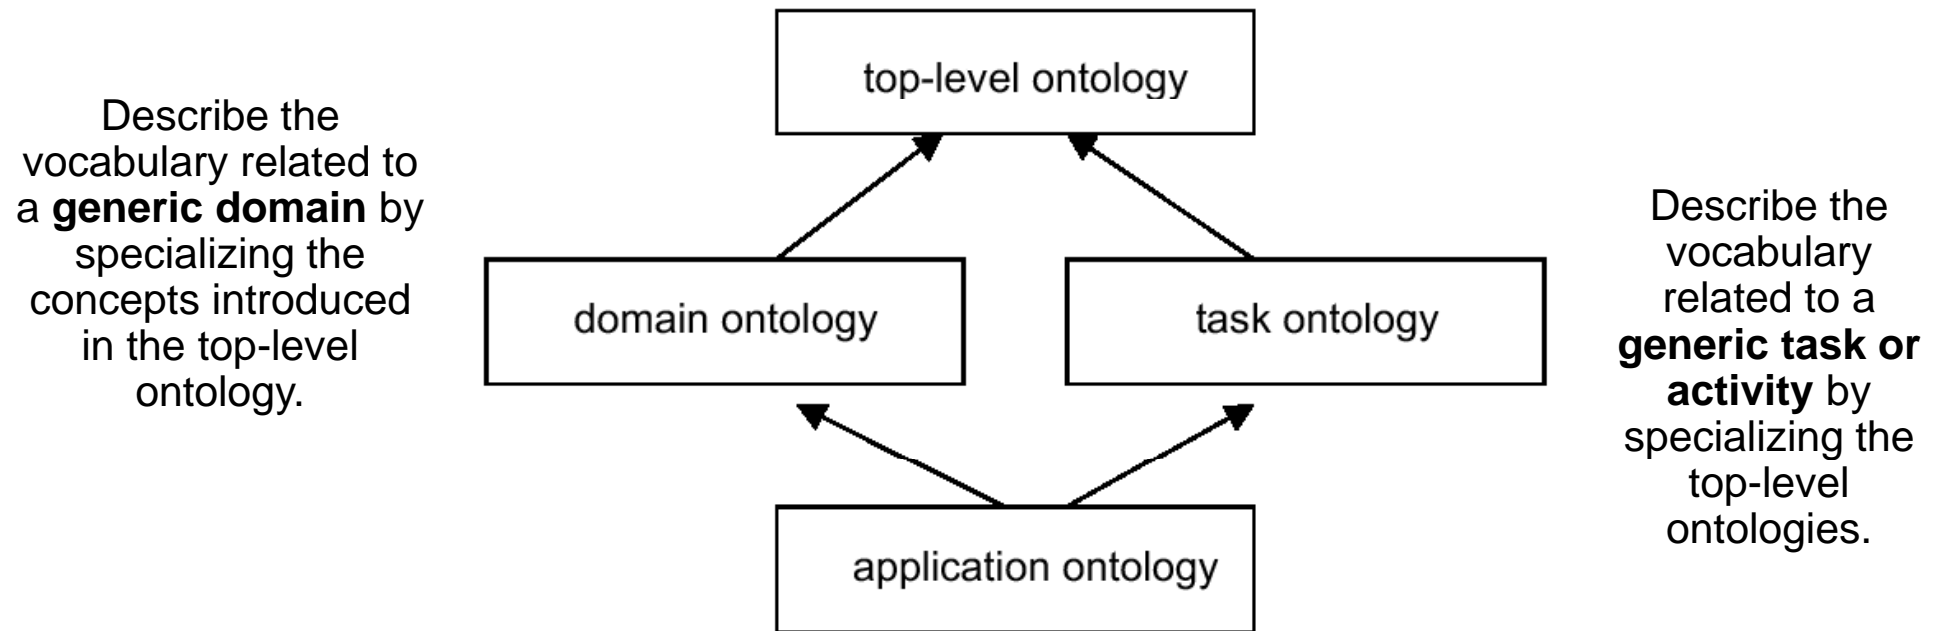 top-level ontology
Describe the
vocabulary related to
a generic domain by
specializing the
concepts introduced
in the top-level
ontology.
domain ontology
task ontology
Describe the
vocabulary
related to a
generic task or
activity by
specializing the
top-level
ontologies.
application ontology